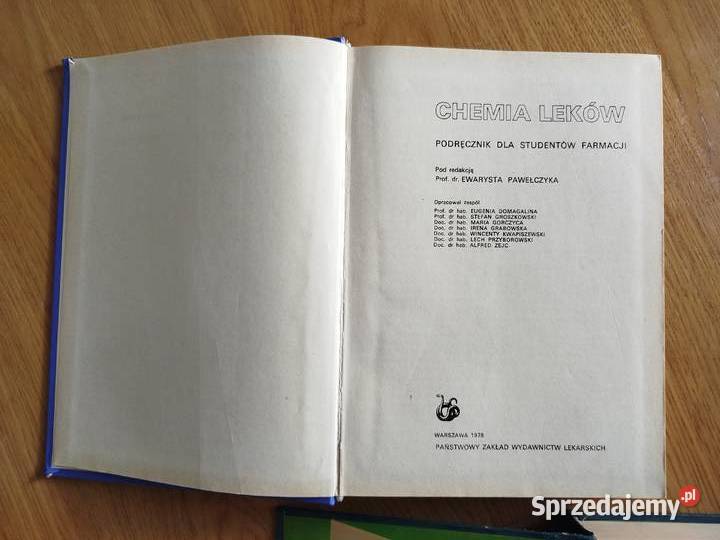 CHEMIA LEKÓW
PODRĘCZNIK DLA STUDENTÓW FARMACJI
Pod redakcją
Prof. dr. EWARYSTA PAWEŁCZYKA
Opracował zespół
Prof. dr hab. EUGENIA DOMAGALINA
Prof. dr hab. STEFAN GROSZKOWSKI
Doc. dr hab. MARIA GORCZYCA
Doc. dr hab. IRENA GRABOWSKA
Doc. dr hab. WINCENTY KWAPISZEWSKI
Doc. dr hab. LECH PRZYBOROWSKI
Doc. dr hab. ALFRED ZEJC
WARSZAWA 1978
PAŃSTWOWY ZAKŁAD WYDAWNICTW LEKARSKICH
Sprzedajemy.pl